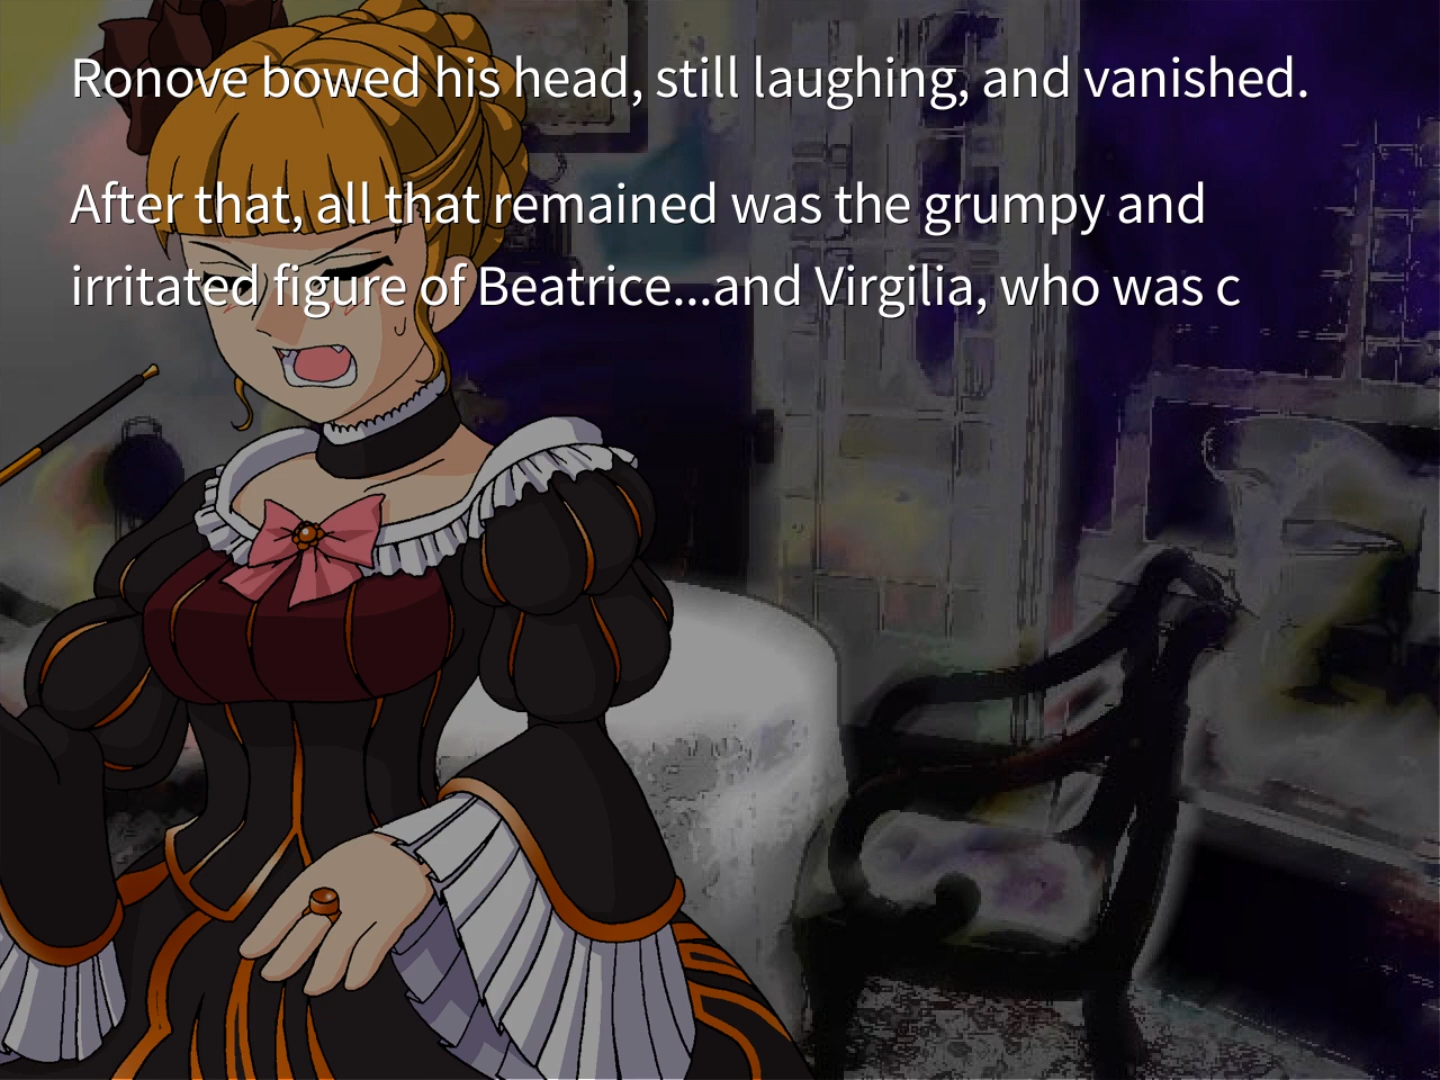 Ronove bowed his head, still laughing, and vanished.
After that, all that remained was the grumpy and
irritated figure of Beatrice...and Virgilia, who was c